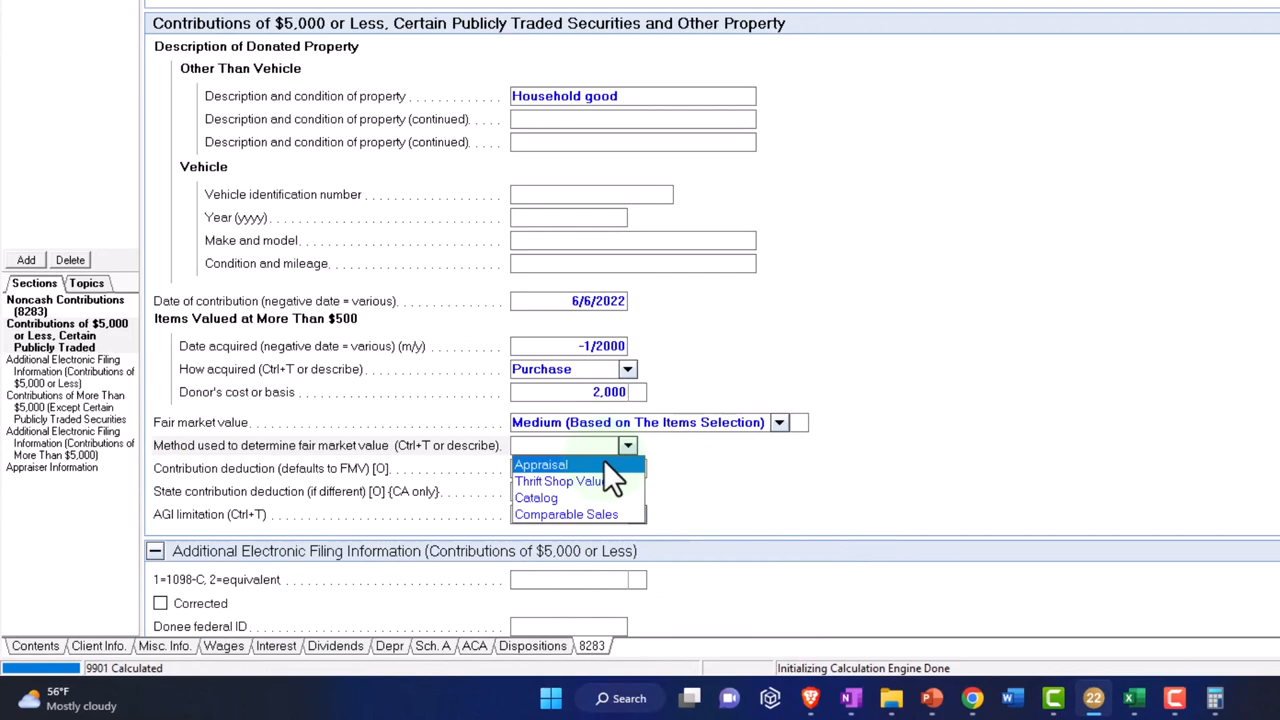 Contributions of $5,000 or Less, Certain Publicly Traded Securities and Other Property
Description of Donated Property
Other Than Vehicle
Description and condition of property Household good
Description and condition of property (continued)
Description and condition of property (continued)
Vehicle
Vehicle identification number
Year (yyyy)
Make and model
Condition and mileage
Add Delete
Sections Topics
Noncash Contributions (8283)
Contributions of $5,000 or Less, Certain Publicly Traded
Additional Electronic Filing Information (Contributions of $5,000 or Less)
Contributions of More Than $5,000 (Except Certain Publicly Traded Securities
Additional Electronic Filing Information (Contributions of More Than $5,000)
Appraiser Information
Date of contribution (negative date = various) 6/6/2022
Items Valued at More Than $500
Date acquired (negative date = various) (m/y) -1/2000
How acquired (Ctrl+T or describe) Purchase
Donor's cost or basis 2,000
Fair market value Medium (Based on The Items Selection)
Method used to determine fair market value (Ctrl+T or describe)
Appraisal
Thrift Shop Value
Catalog
Comparable Sales
Contribution deduction (defaults to FMV) [O]
State contribution deduction (if different) [O] {CA only}
AGI limitation (Ctrl+T)
Additional Electronic Filing Information (Contributions of $5,000 or Less)
1=1098-C, 2=equivalent
Corrected
Donee federal ID
Contents Client Info. Misc. Info. Wages Interest Dividends Depr Sch. A ACA Dispositions 8283
9901 Calculated Initializing Calculation Engine Done
56°F
Mostly cloudy
Search
22